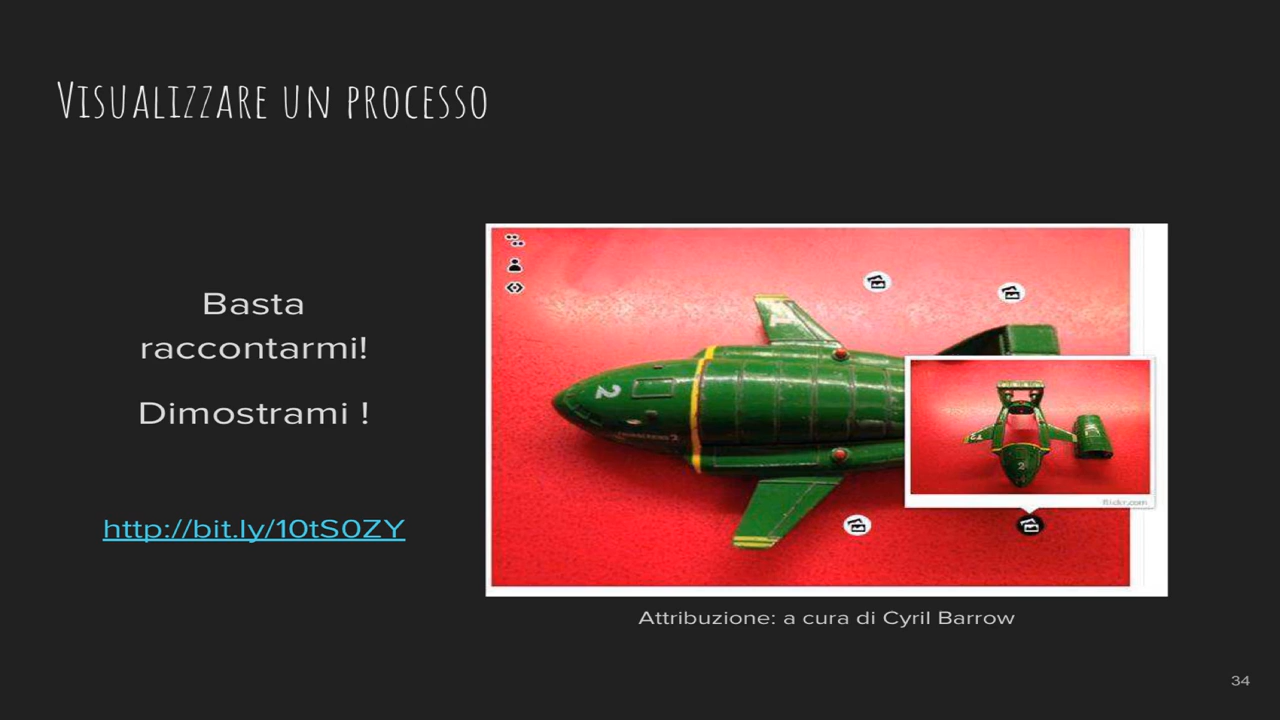 Visualizzare un processo
Basta
raccontarmi!
Dimostrami !
http://bit.ly/10tS0ZY
2
2
flickr.com
Attribuzione: a cura di Cyril Barrow
34